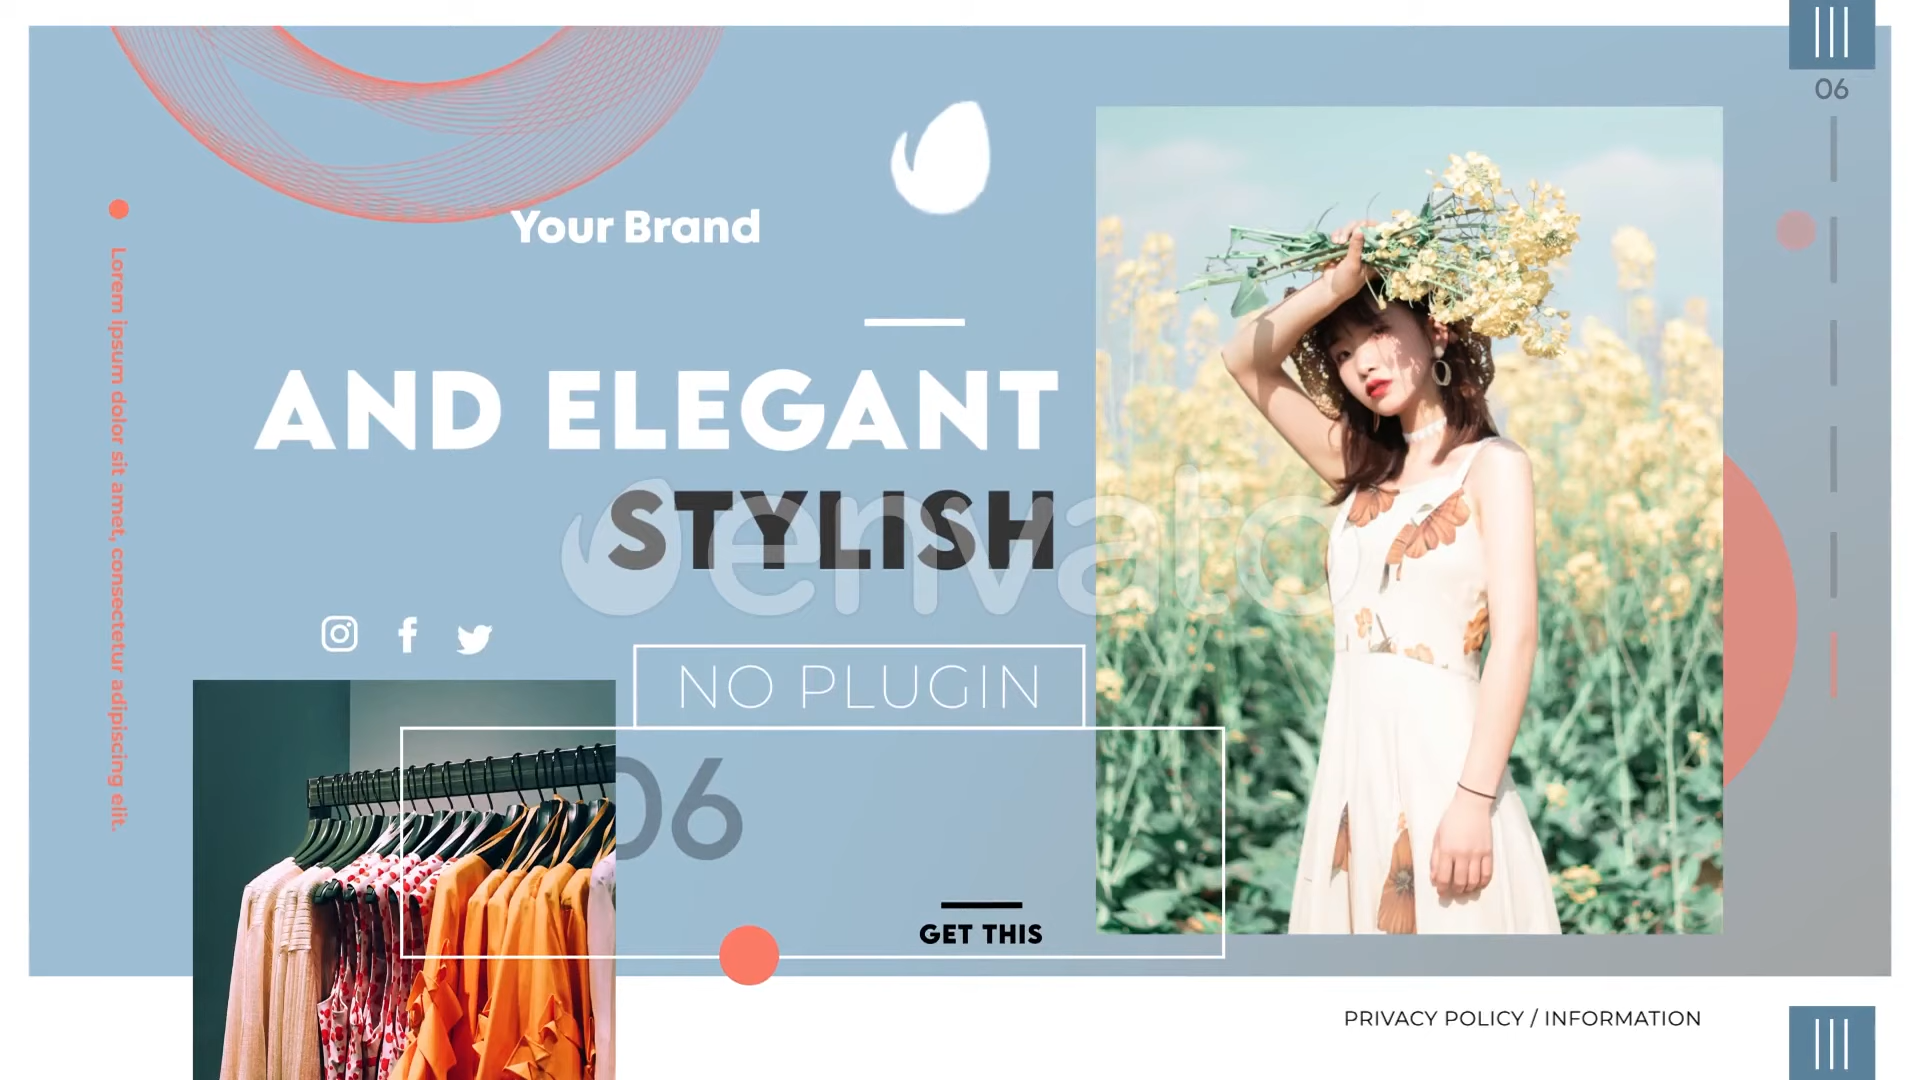 06
Your Brand
Lorem ipsum dolor sit amet, consectetur adipiscing elit.
AND ELEGANT
STYLISH
envato
NO PLUGIN
06
GET THIS
PRIVACY POLICY / INFORMATION